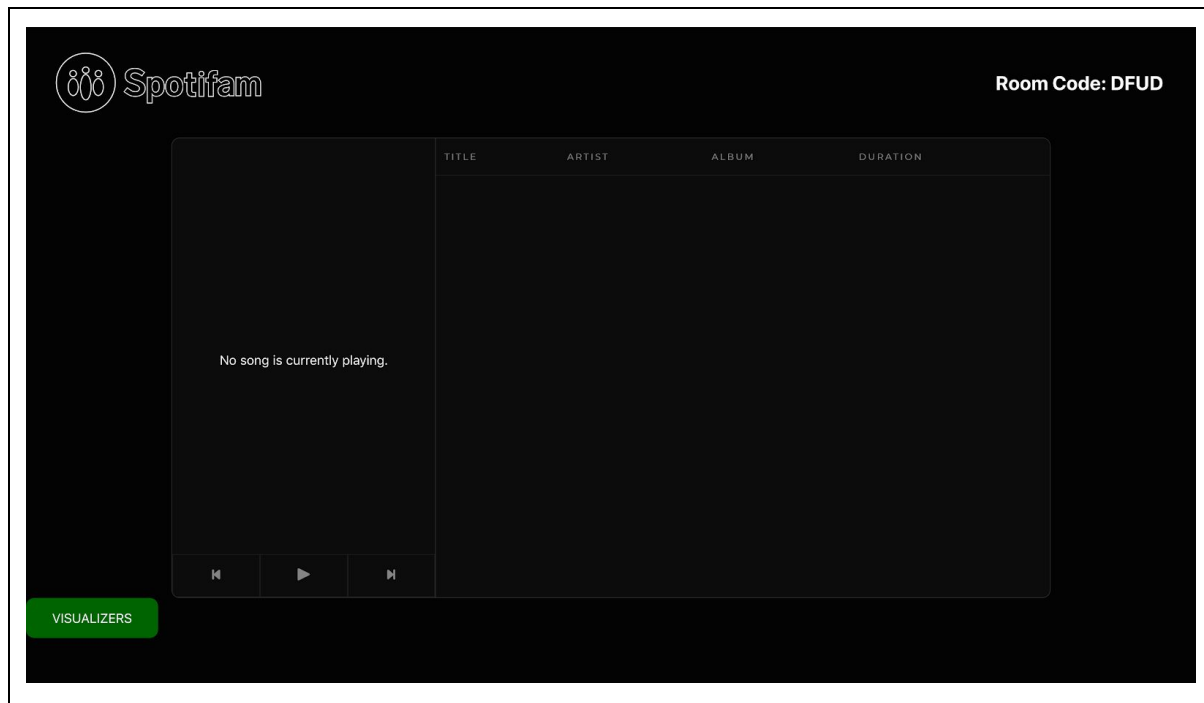 Spotifam
Room Code: DFUD
TITLE ARTIST ALBUM DURATION
No song is currently playing.
VISUALIZERS